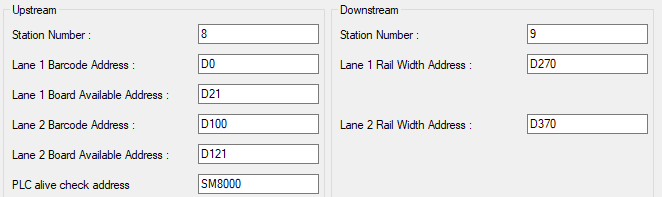 Upstream
Station Number : 8
Lane 1 Barcode Address : D0
Lane 1 Board Available Address : D21
Lane 2 Barcode Address : D100
Lane 2 Board Available Address : D121
PLC alive check address SM8000
Downstream
Station Number : 9
Lane 1 Rail Width Address : D270
Lane 2 Rail Width Address : D370